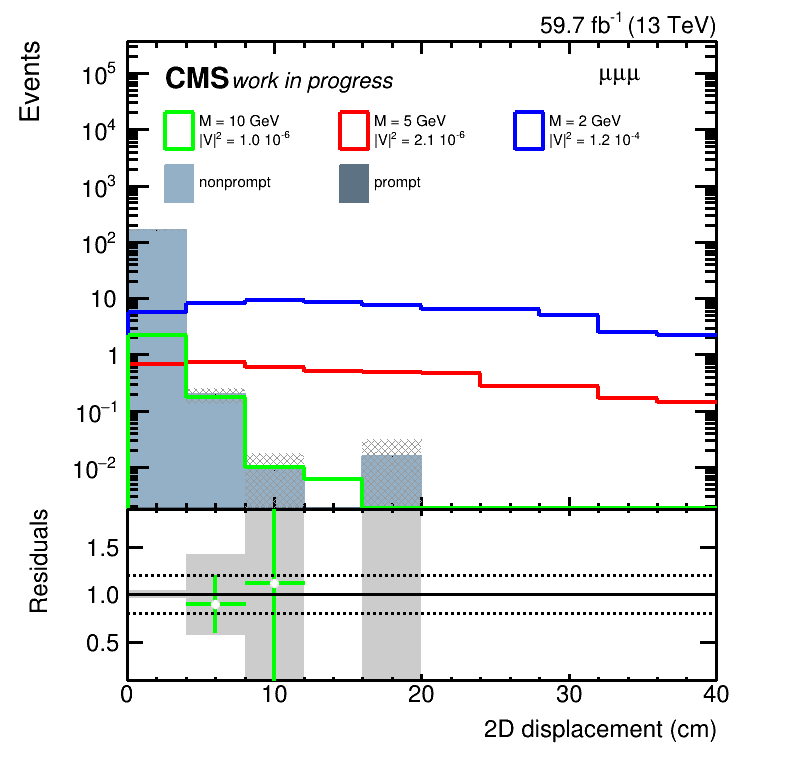 59.7 fb⁻¹ (13 TeV)
Events
CMS work in progress
μμμ
M = 10 GeV
|V|² = 1.0 10⁻⁶
M = 5 GeV
|V|² = 2.1 10⁻⁶
M = 2 GeV
|V|² = 1.2 10⁻⁴
nonprompt
prompt
10⁵
10⁴
10³
10²
10
1
10⁻¹
10⁻²
Residuals
1.5
1.0
0.5
0 10 20 30 40
2D displacement (cm)